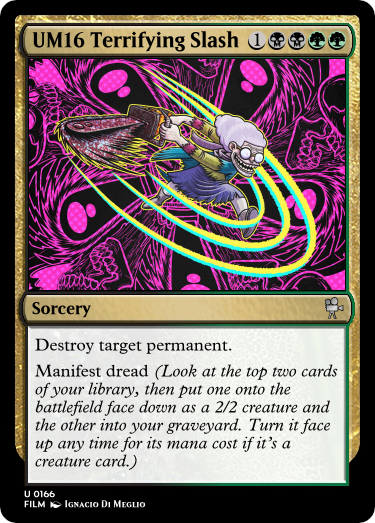 UM16 Terrifying Slash 1
Sorcery
Destroy target permanent.
Manifest dread (Look at the top two cards
of your library, then put one onto the
battlefield face down as a 2/2 creature and
the other into your graveyard. Turn it face
up any time for its mana cost if it's a
creature card.)
U 0166
FILM Ignacio Di Meglio